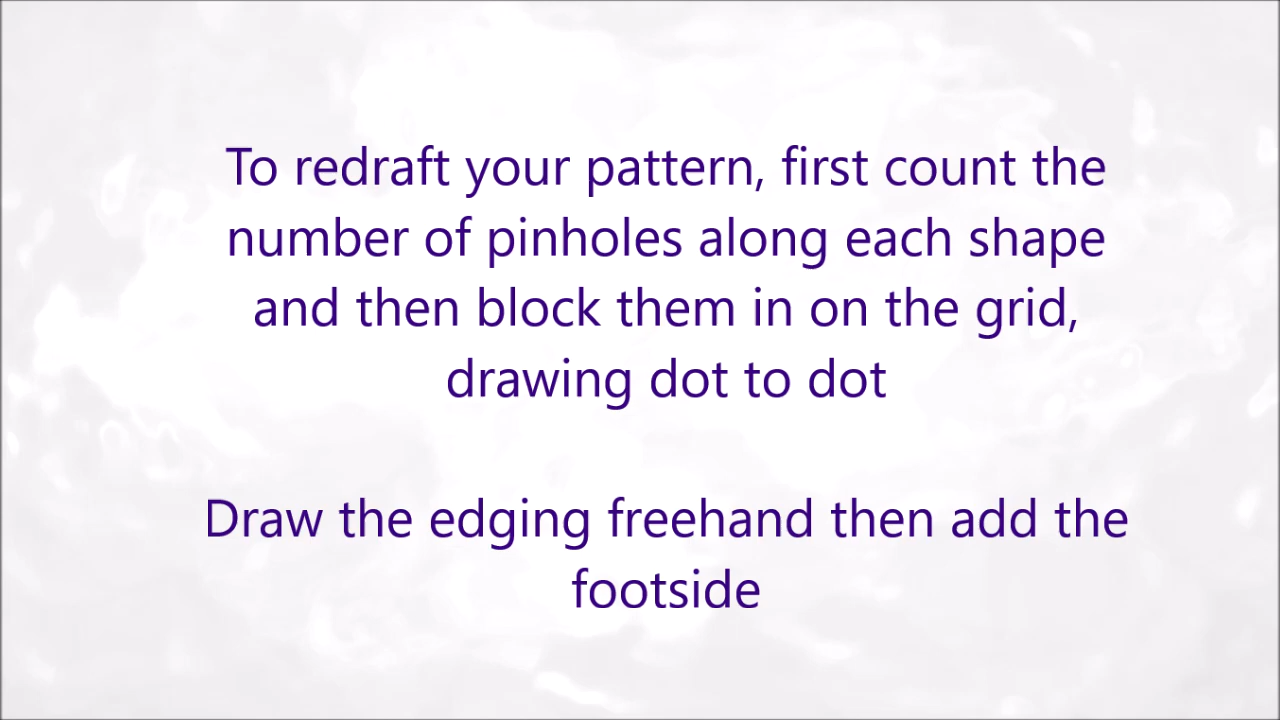 To redraft your pattern, first count the
number of pinholes along each shape
and then block them in on the grid,
drawing dot to dot
Draw the edging freehand then add the
footside